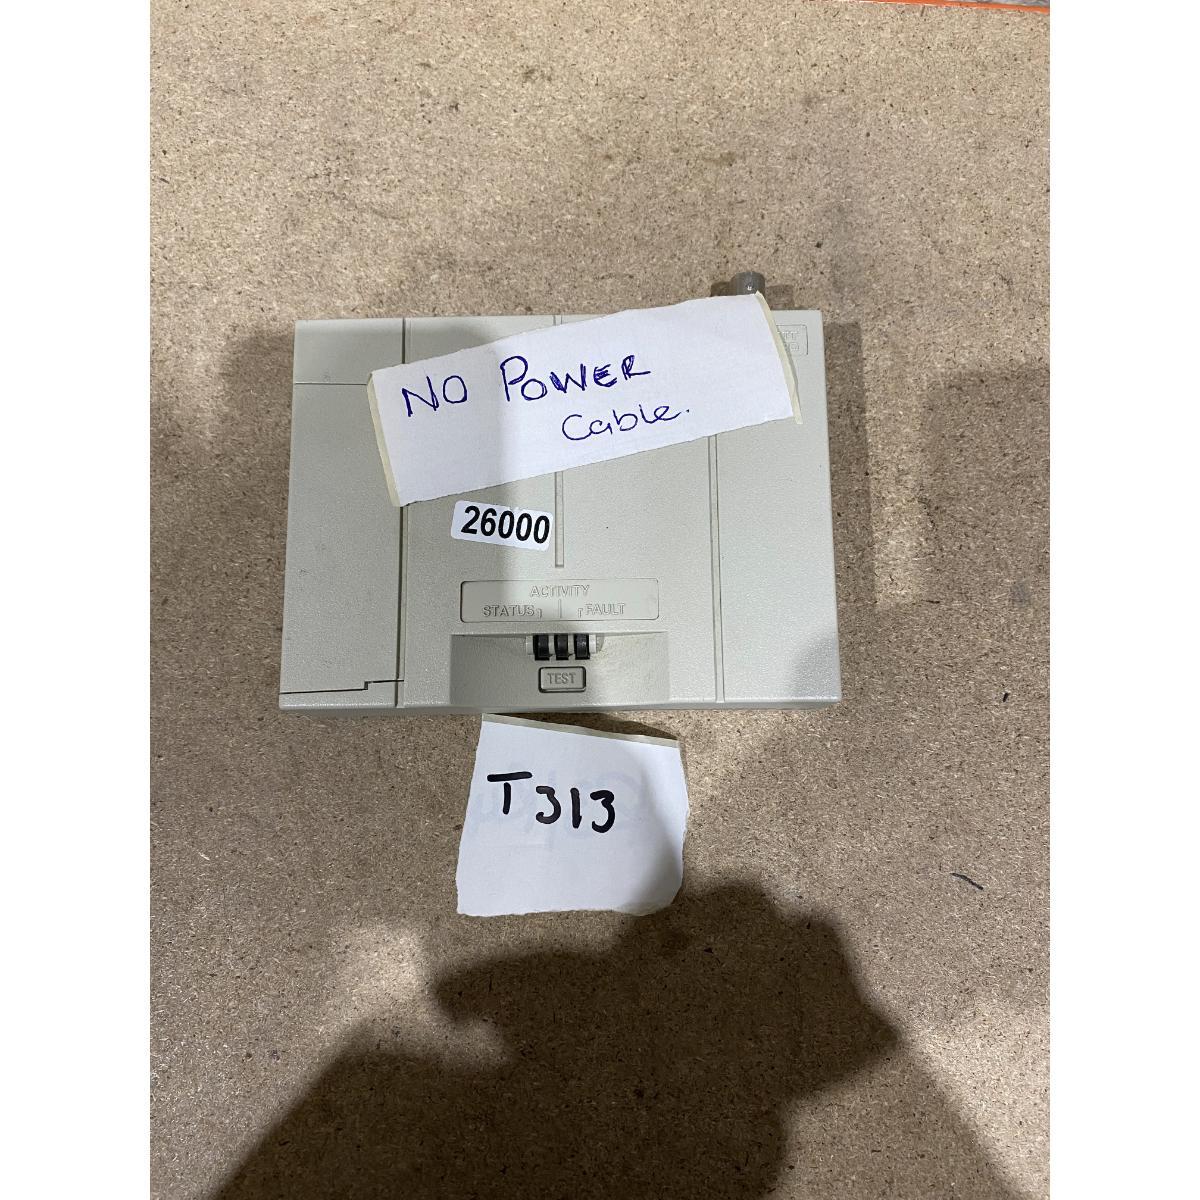 NO POWER
Cable.
26000
ACTIVITY
STATUS FAULT
TEST
T313